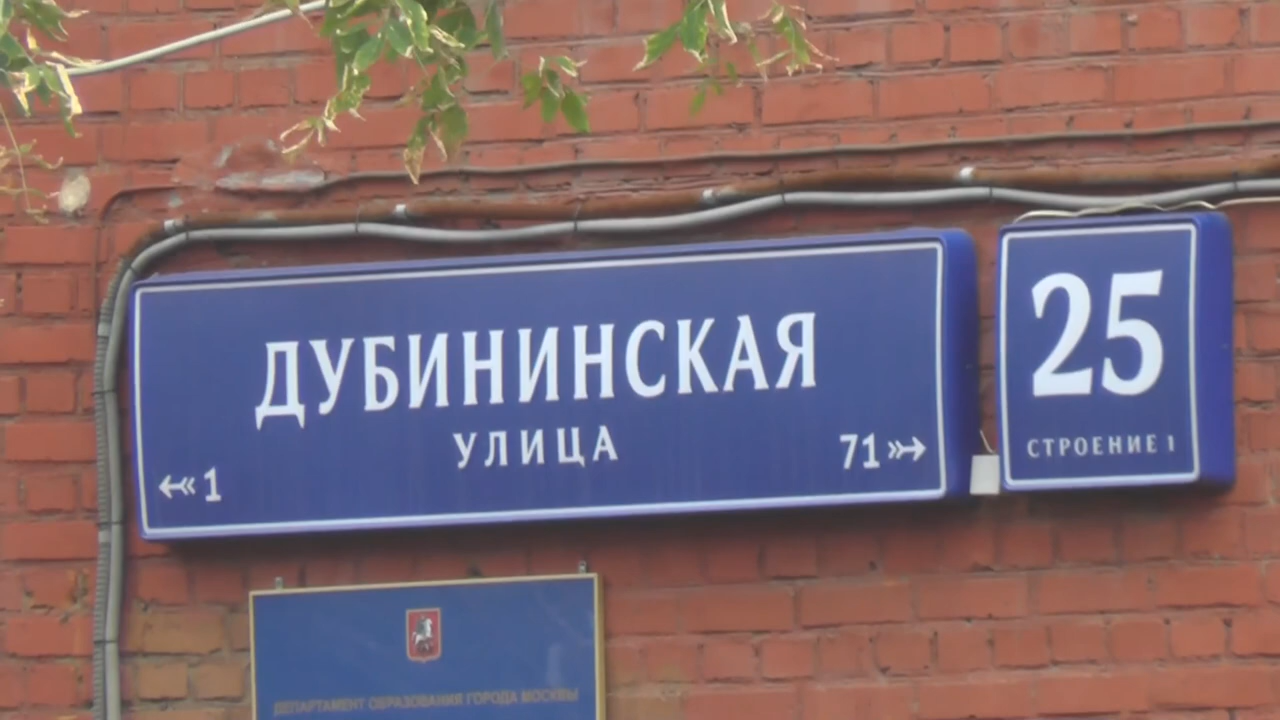 ДУБИНИНСКАЯ
УЛИЦА
1
71
25
СТРОЕНИЕ 1
ДЕПАРТАМЕНТ ОБРАЗОВАНИЯ ГОРОДА МОСКВЫ